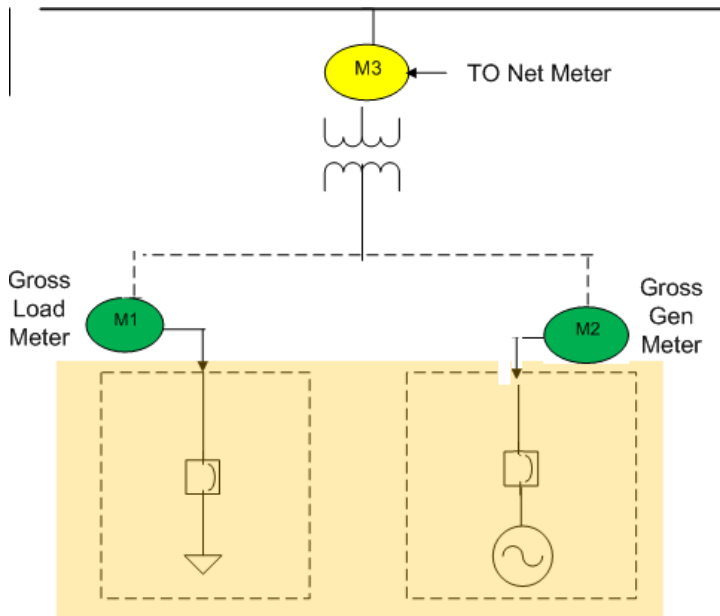 M3
TO Net Meter
Gross
Load
Meter
M1
M2
Gross
Gen
Meter